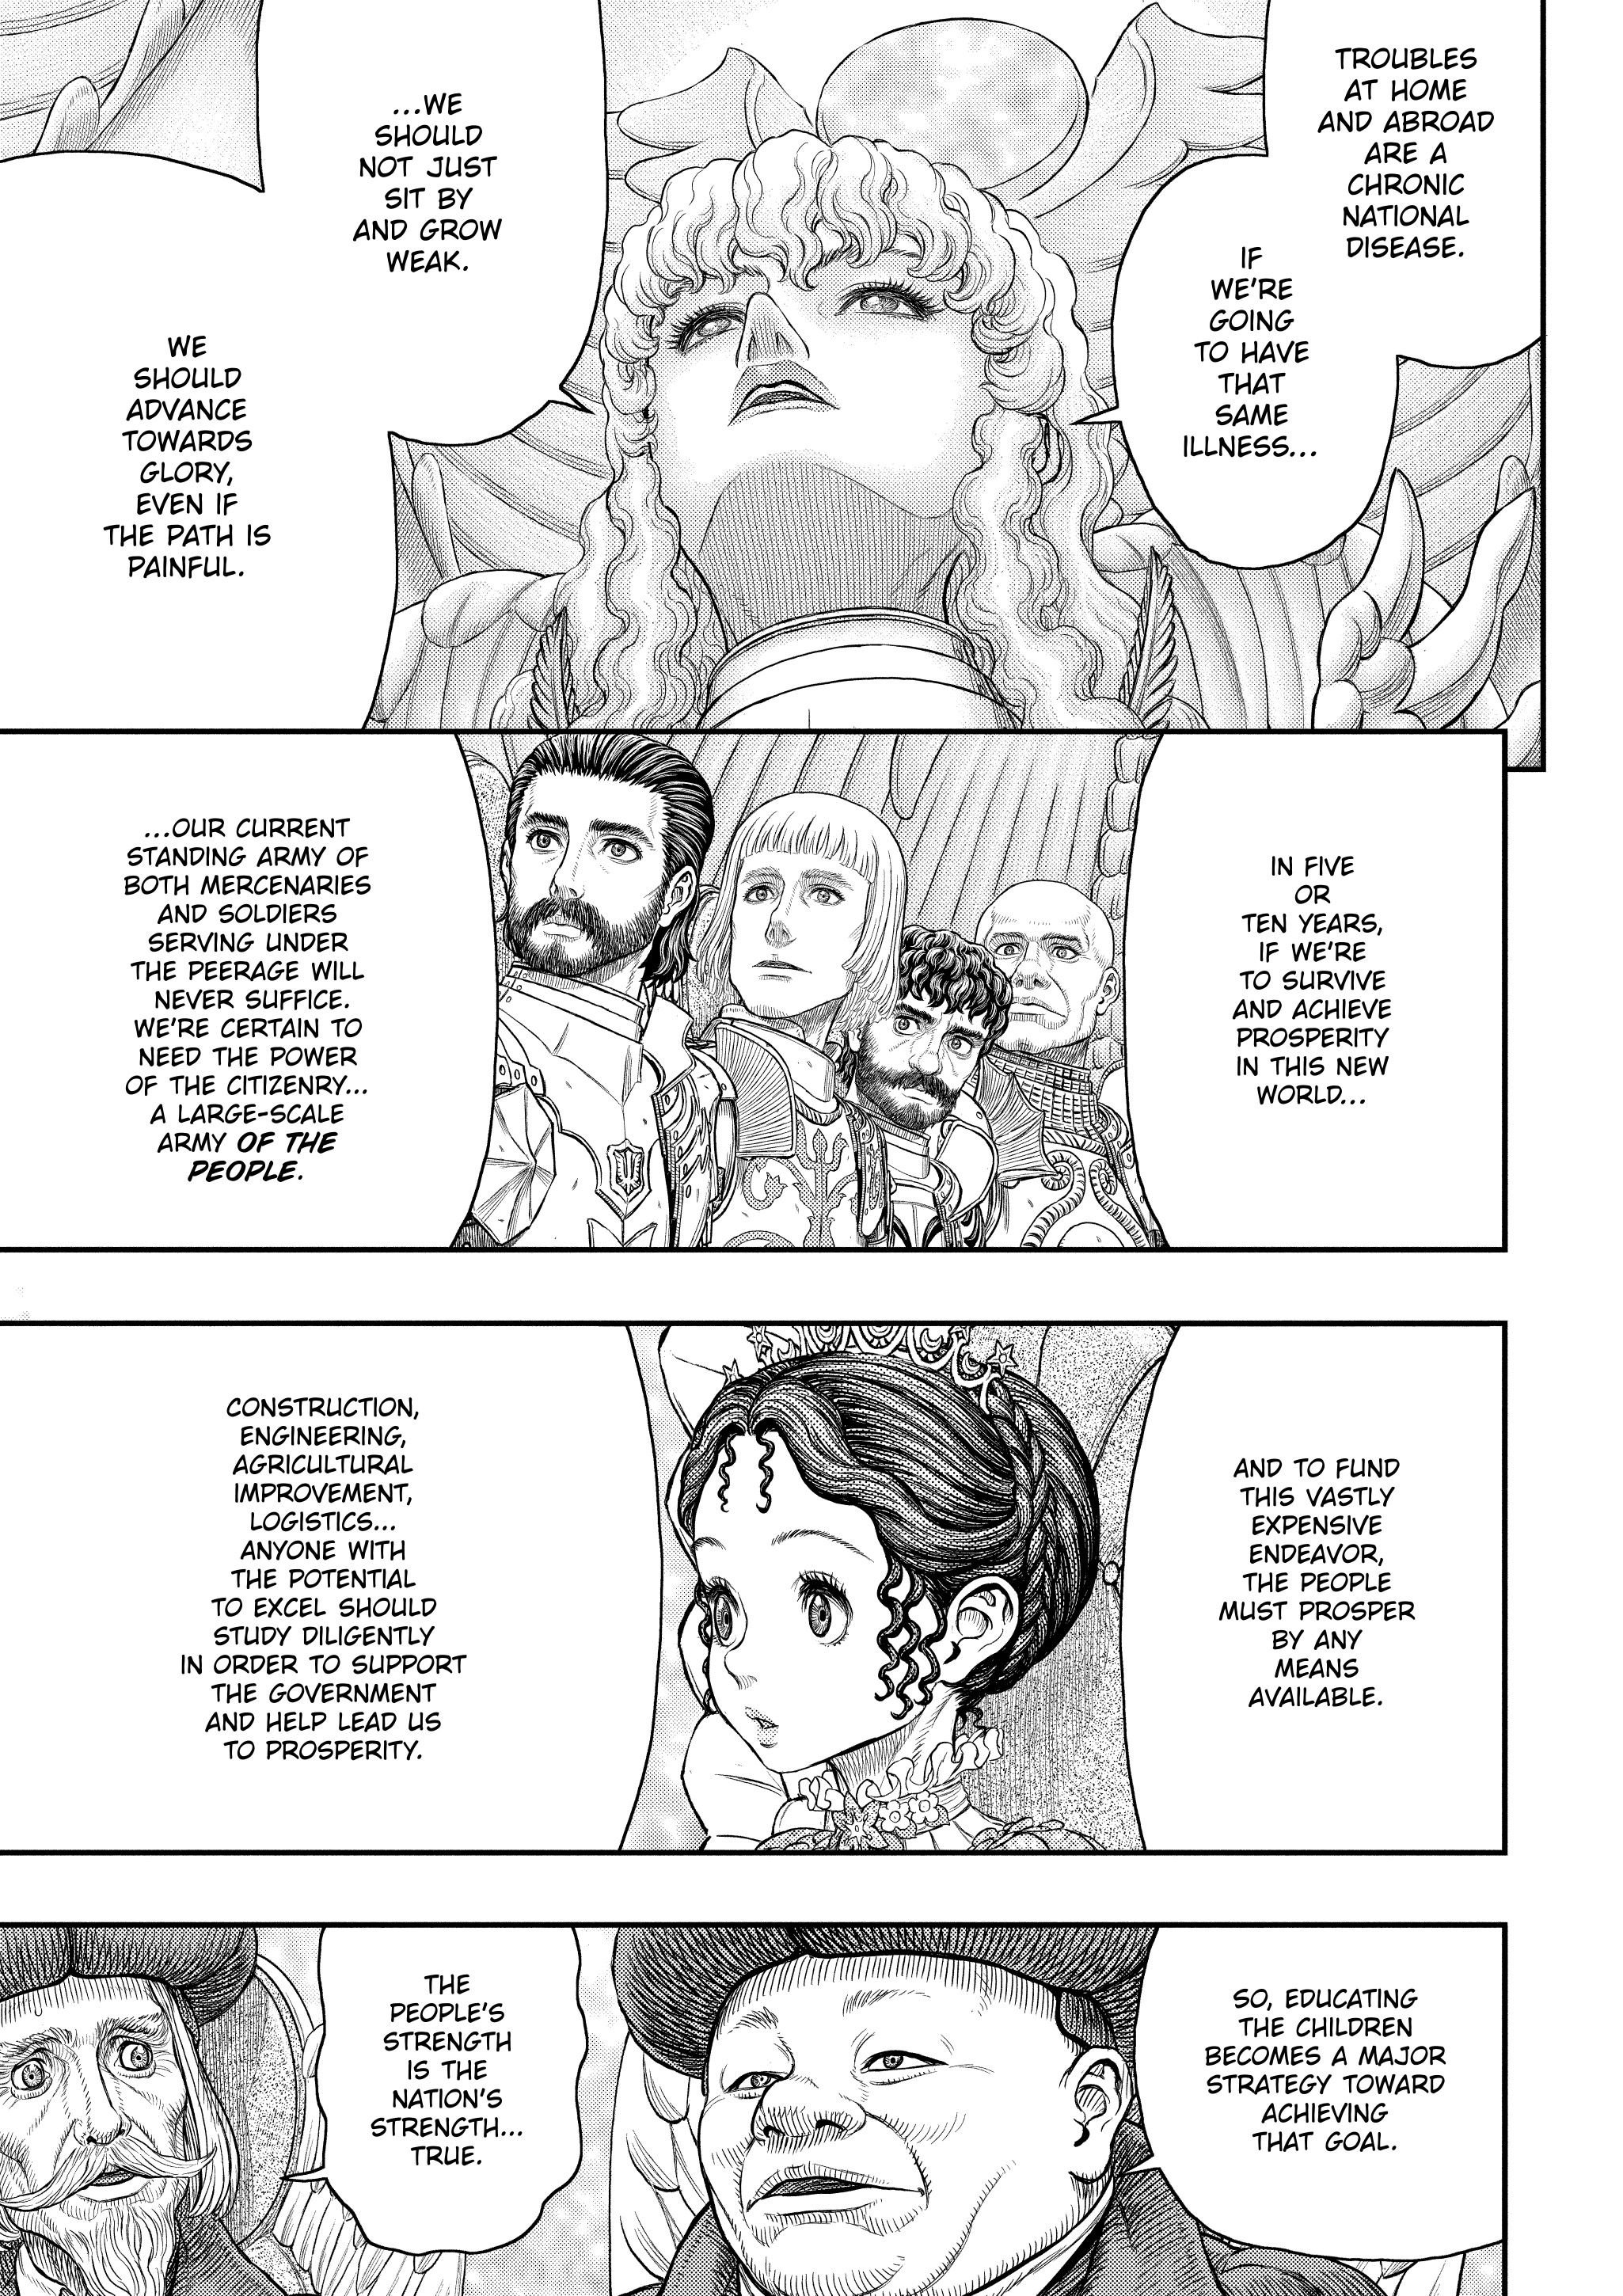 TROUBLES
AT HOME
AND ABROAD
ARE A
CHRONIC
NATIONAL
DISEASE.
IF
WE'RE
GOING
TO HAVE
THAT
SAME
ILLNESS...
...WE
SHOULD
NOT JUST
SIT BY
AND GROW
WEAK.
WE
SHOULD
ADVANCE
TOWARDS
GLORY,
EVEN IF
THE PATH IS
PAINFUL.
IN FIVE
OR
TEN YEARS,
IF WE'RE
TO SURVIVE
AND ACHIEVE
PROSPERITY
IN THIS NEW
WORLD...
...OUR CURRENT
STANDING ARMY OF
BOTH MERCENARIES
AND SOLDIERS
SERVING UNDER
THE PEERAGE WILL
NEVER SUFFICE.
WE'RE CERTAIN TO
NEED THE POWER
OF THE CITIZENRY...
A LARGE-SCALE
ARMY OF THE
PEOPLE.
AND TO FUND
THIS VASTLY
EXPENSIVE
ENDEAVOR,
THE PEOPLE
MUST PROSPER
BY ANY
MEANS
AVAILABLE.
CONSTRUCTION,
ENGINEERING,
AGRICULTURAL
IMPROVEMENT,
LOGISTICS...
ANYONE WITH
THE POTENTIAL
TO EXCEL SHOULD
STUDY DILIGENTLY
IN ORDER TO SUPPORT
THE GOVERNMENT
AND HELP LEAD US
TO PROSPERITY.
SO, EDUCATING
THE CHILDREN
BECOMES A MAJOR
STRATEGY TOWARD
ACHIEVING
THAT GOAL.
THE
PEOPLE'S
STRENGTH
IS THE
NATION'S
STRENGTH...
TRUE.